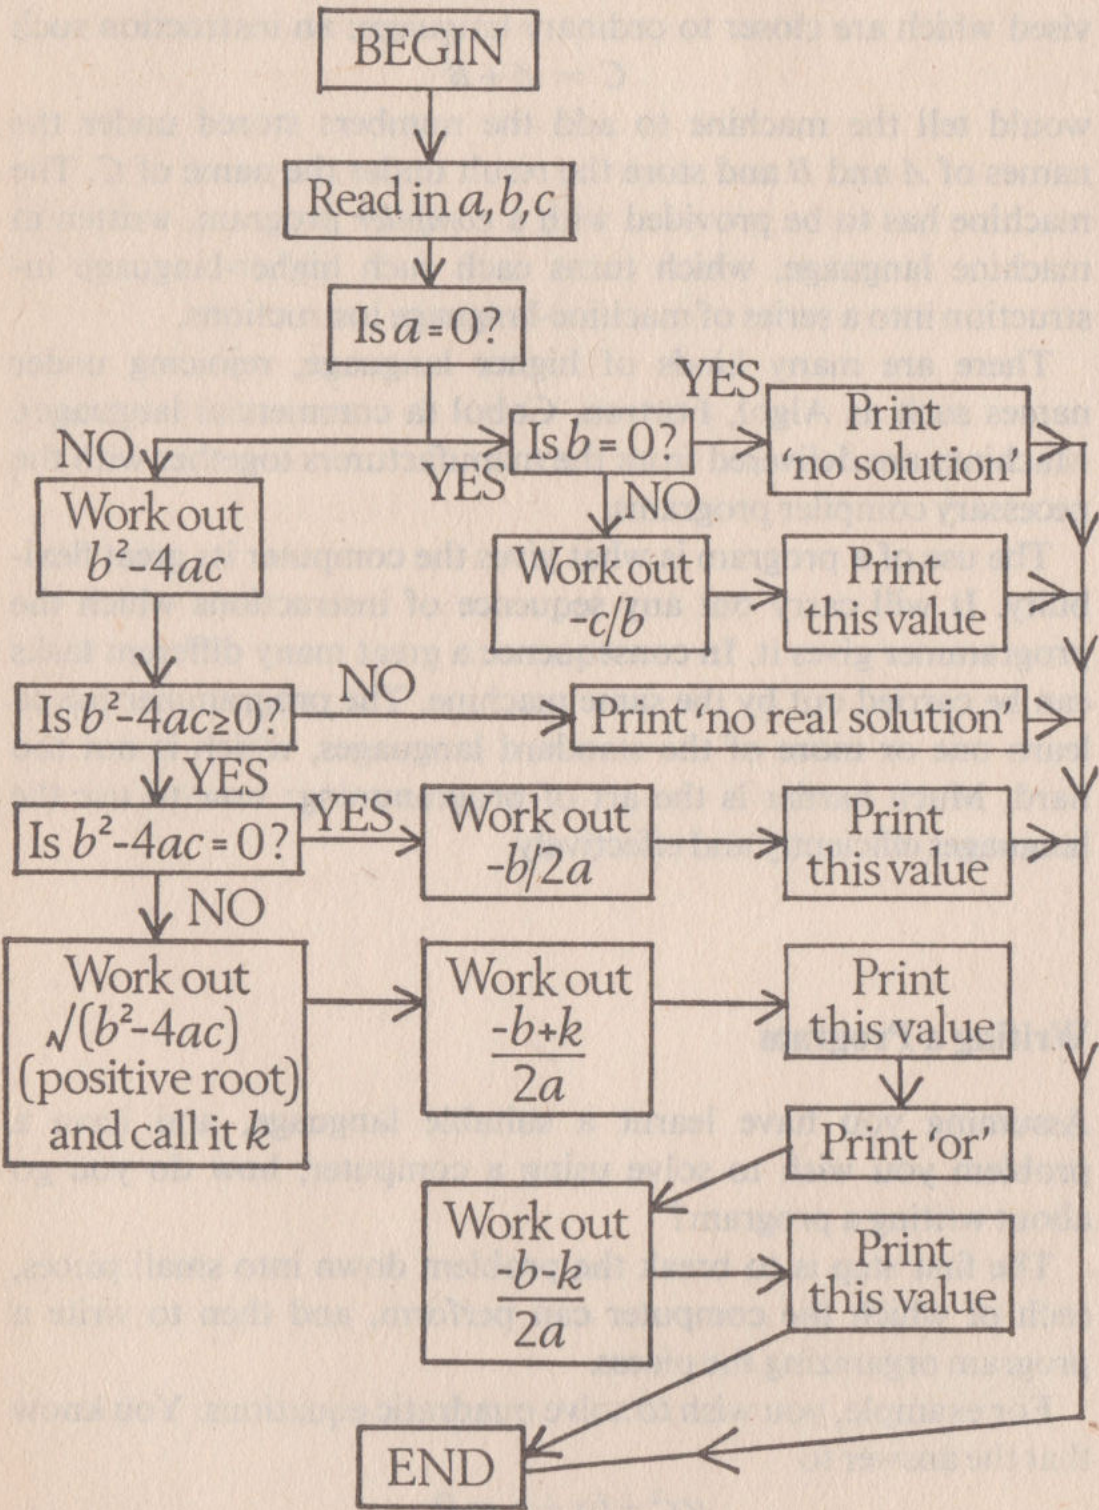 BEGIN
Read in a, b, c
Is a = 0?
YES
NO
YES
Is b = 0?
Print
'no solution'
NO
Work out
b²-4ac
Work out
-c/b
Print
this value
Is b²-4ac≥0?
NO
Print 'no real solution'
YES
Is b²-4ac = 0?
YES
Work out
-b/2a
Print
this value
NO
Work out
√(b²-4ac)
(positive root)
and call it k
Work out
-b+k
2a
Print
this value
Print 'or'
Work out
-b-k
2a
Print
this value
END